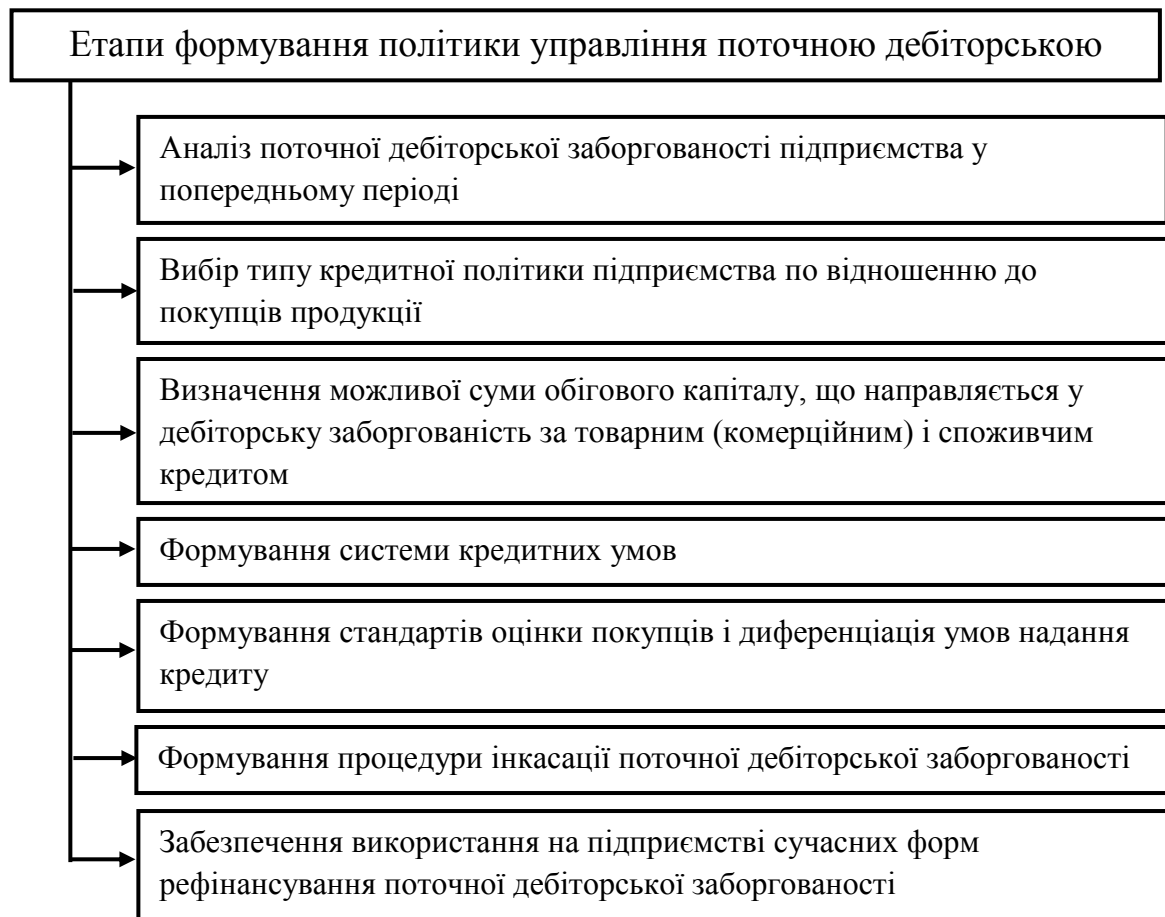 Етапи формування політики управління поточною дебіторською
Аналіз поточної дебіторської заборгованості підприємства у
попередньому періоді
Вибір типу кредитної політики підприємства по відношенню до
покупців продукції
Визначення можливої суми обігового капіталу, що направляється у
дебіторську заборгованість за товарним (комерційним) і споживчим
кредитом
Формування системи кредитних умов
Формування стандартів оцінки покупців і диференціація умов надання
кредиту
Формування процедури інкасації поточної дебіторської заборгованості
Забезпечення використання на підприємстві сучасних форм
рефінансування поточної дебіторської заборгованості